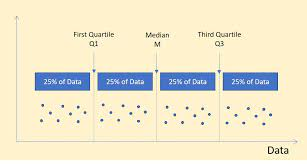 First Quartile
Q1
Median
M
Third Quartile
Q3
25% of Data
25% of Data
25% of Data
25% of Data
Data